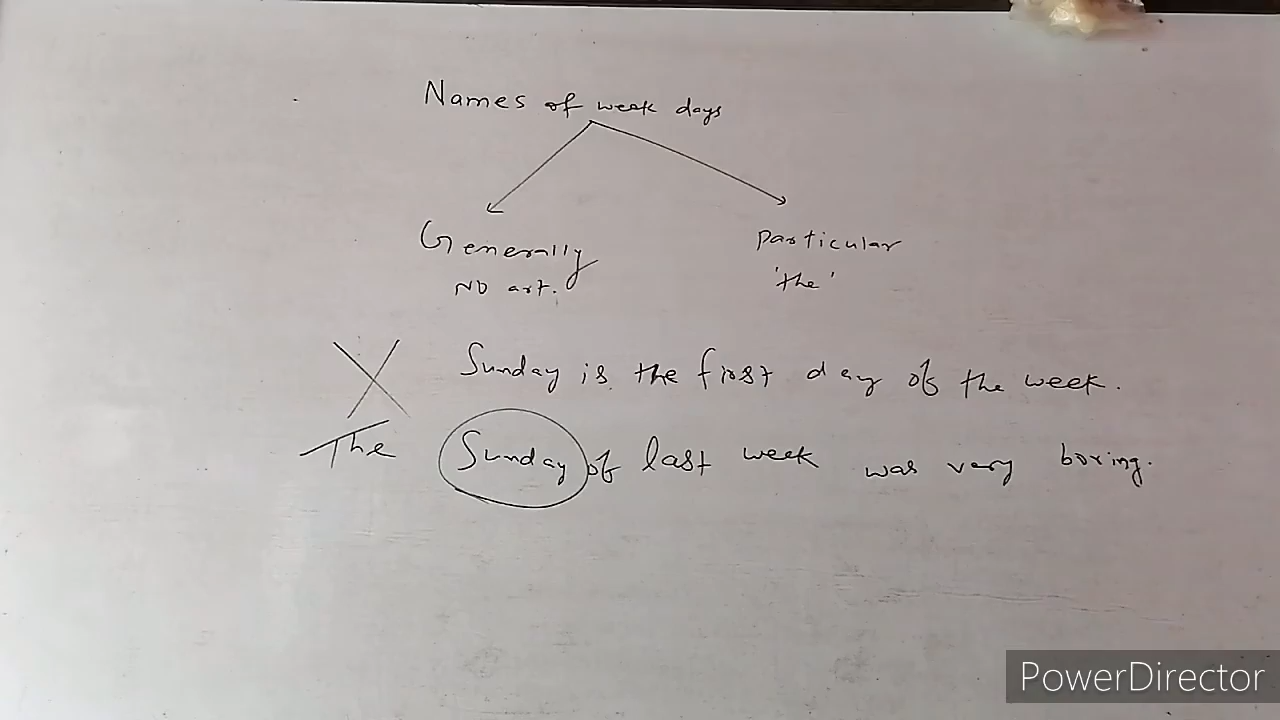 Names of week days
Generally
No art.
Particular
'the'
X Sunday is the first day of the week.
The Sunday of last week was very boring.
PowerDirector